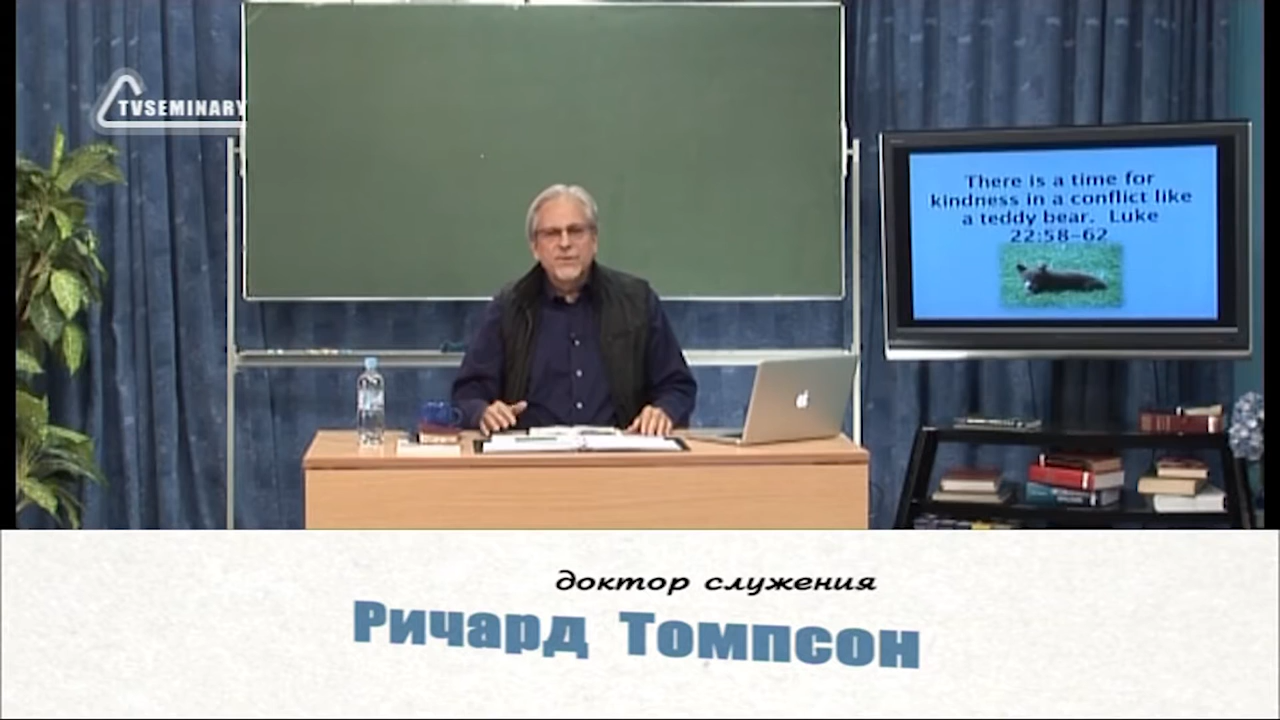 TVSEMINARY
There is a time for
kindness in a conflict like
a teddy bear. Luke
22:58-62
доктор служения
Ричард Томпсон